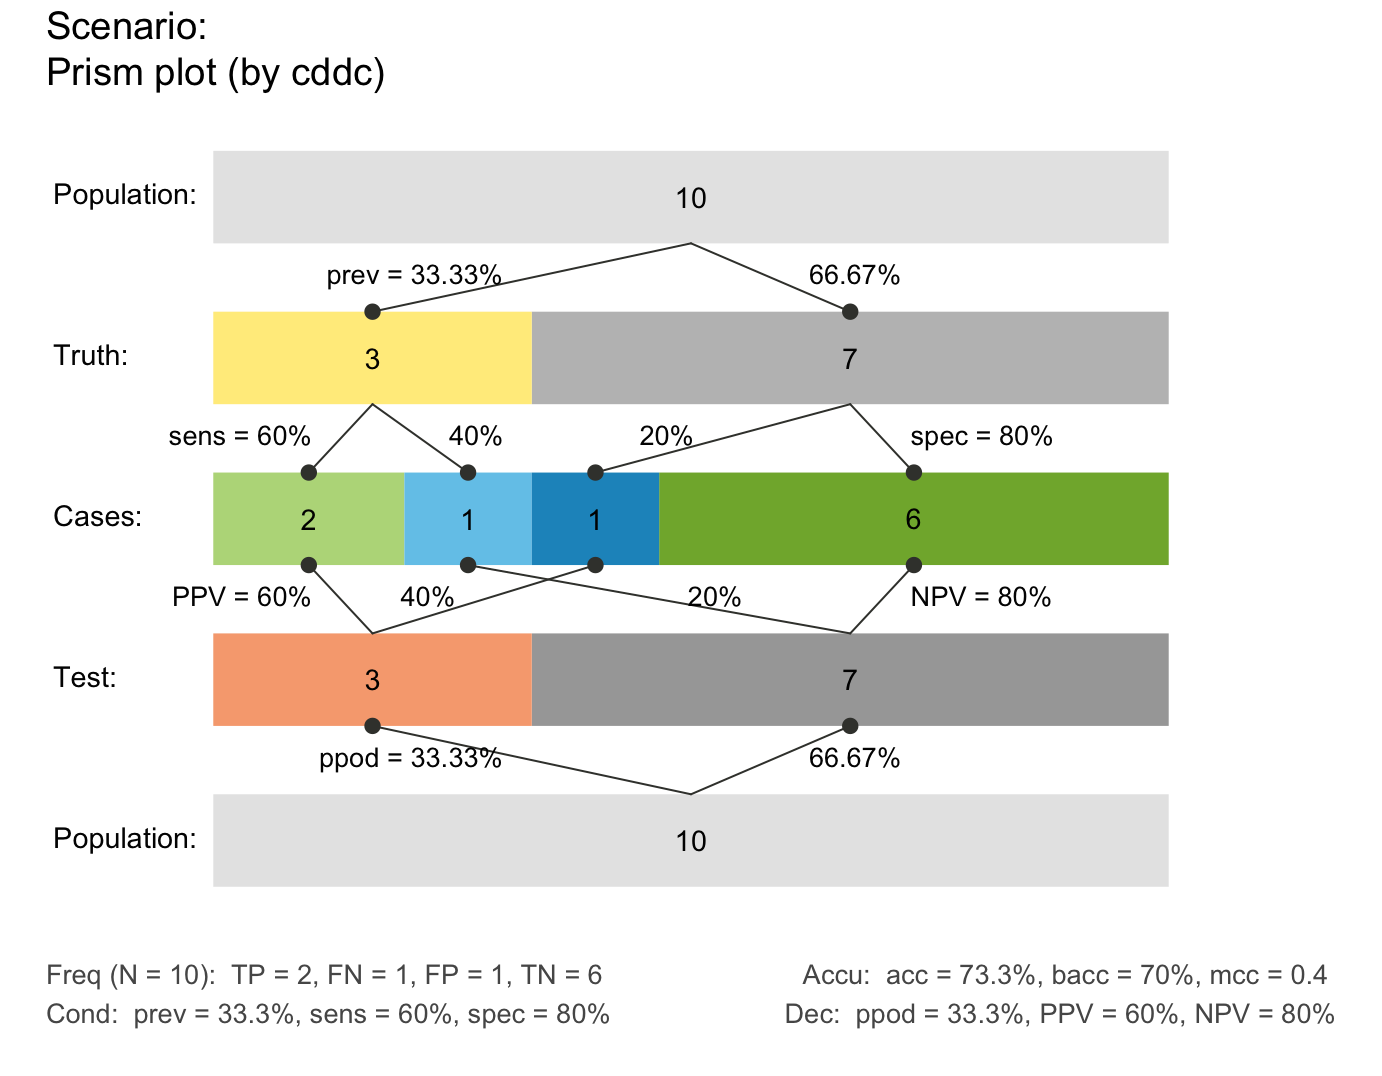 Scenario:
Prism plot (by cddc)
Population:
10
prev = 33.33%
66.67%
Truth:
3
7
sens = 60%
40%
20%
spec = 80%
Cases:
2
1
1
6
PPV = 60%
40%
20%
NPV = 80%
Test:
3
7
ppod = 33.33%
66.67%
Population:
10
Freq (N = 10):  TP = 2, FN = 1, FP = 1, TN = 6
Cond:  prev = 33.3%, sens = 60%, spec = 80%
Accu:  acc = 73.3%, bacc = 70%, mcc = 0.4
Dec:  ppod = 33.3%, PPV = 60%, NPV = 80%